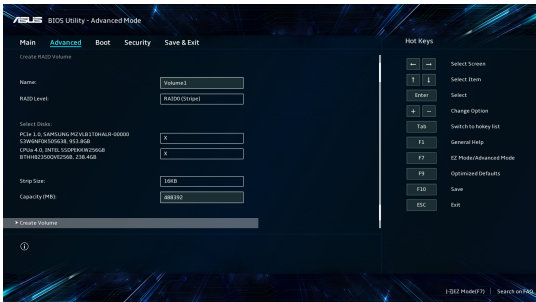 ASUS BIOS Utility - Advanced Mode
Main Advanced Boot Security Save & Exit
Hot Keys
Create RAID Volume
Name: Volume1
RAID Level: RAID0 (Stripe)
Select Disks:
PCIe 1.0, SAMSUNG MZVLB1T0HALR-00000
S3W6NF0K505638, 953.8GB X
CPUa 4.0, INTEL SSDPEKKW256G8
BTHH82350QVE256B, 238.4GB X
Strip Size: 16KB
Capacity (MB): 488392
Create Volume
← → Select Screen
↑ ↓ Select Item
Enter Select
+ − Change Option
Tab Switch to hokey list
F1 General Help
F7 EZ Mode/Advanced Mode
F9 Optimized Defaults
F10 Save
ESC Exit
EZ Mode(F7) | Search on FAQ